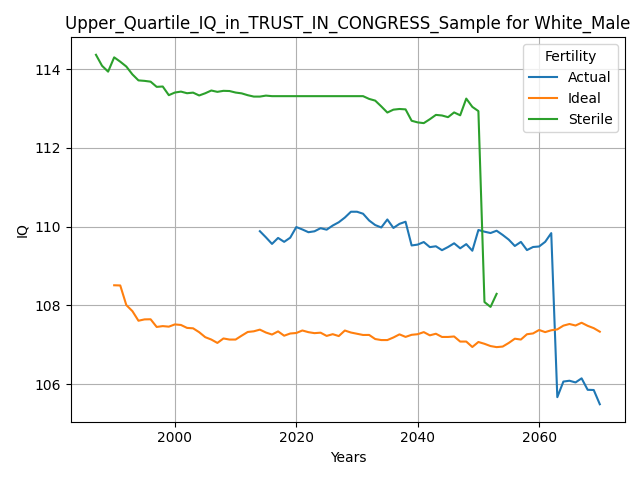 Upper_Quartile_IQ_in_TRUST_IN_CONGRESS_Sample for White_Male
Fertility
Actual
Ideal
Sterile
114
112
110
108
106
IQ
2000
2020
2040
2060
Years